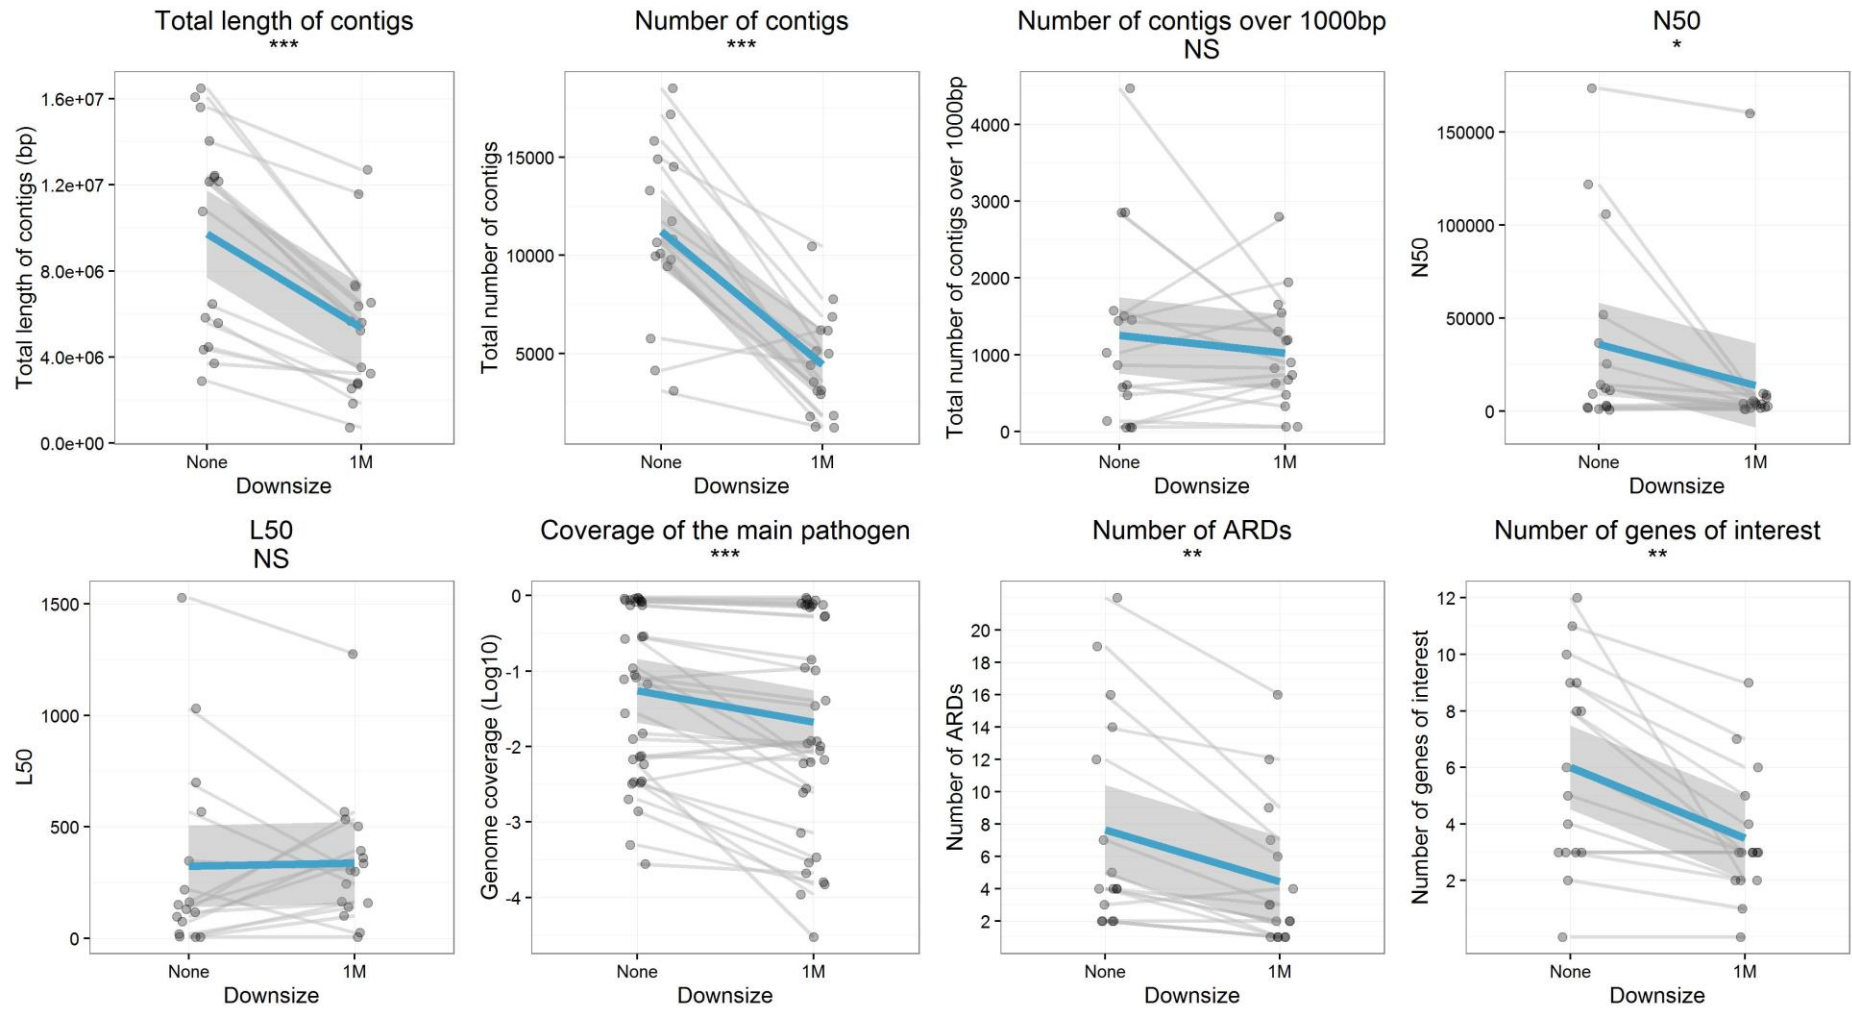 Total length of contigs
***
Total length of contigs (bp)
1.6e+07
1.2e+07
8.0e+06
4.0e+06
0.0e+00
None
1M
Downsize
Number of contigs
***
Total number of contigs
15000
10000
5000
None
1M
Downsize
Number of contigs over 1000bp
NS
Total number of contigs over 1000bp
4000
3000
2000
1000
0
None
1M
Downsize
N50
*
N50
150000
100000
50000
0
None
1M
Downsize
L50
NS
L50
1500
1000
500
0
None
1M
Downsize
Coverage of the main pathogen
***
Genome coverage (Log10)
0
-1
-2
-3
-4
None
1M
Downsize
Number of ARDs
**
Number of ARDs
20
18
16
14
12
10
8
6
4
2
None
1M
Downsize
Number of genes of interest
**
Number of genes of interest
12
10
8
6
4
2
None
1M
Downsize